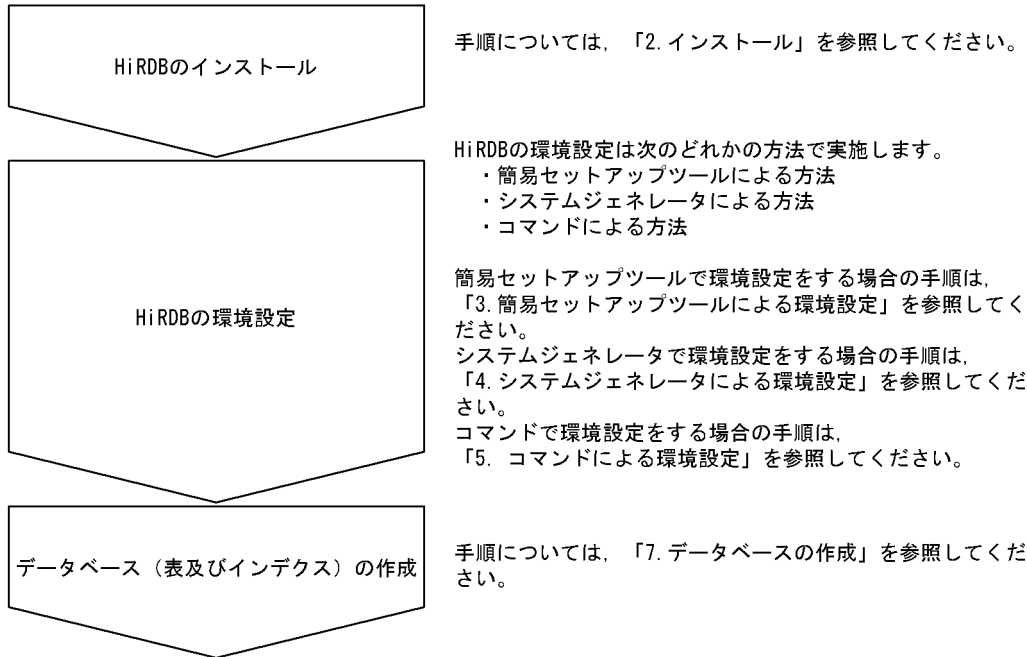 HiRDBのインストール
手順については,「2.インストール」を参照してください。
HiRDBの環境設定
HiRDBの環境設定は次のどれかの方法で実施します。
・簡易セットアップツールによる方法
・システムジェネレータによる方法
・コマンドによる方法
簡易セットアップツールで環境設定をする場合の手順は,
「3.簡易セットアップツールによる環境設定」を参照してく
ださい。
システムジェネレータで環境設定をする場合の手順は,
「4.システムジェネレータによる環境設定」を参照してくだ
さい。
コマンドで環境設定をする場合の手順は,
「5. コマンドによる環境設定」を参照してください。
データベース（表及びインデクス）の作成
手順については,「7.データベースの作成」を参照してくだ
さい。